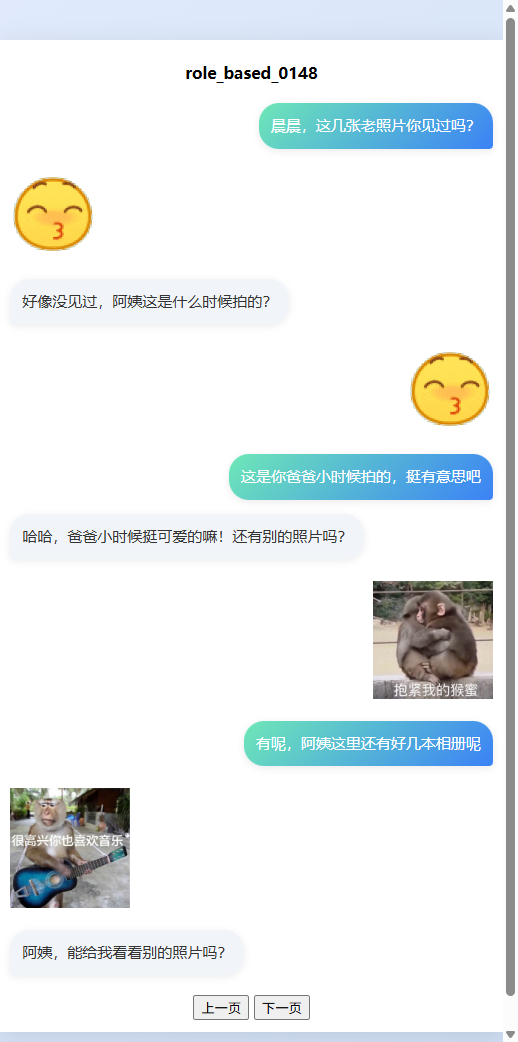 role_based_0148
晨晨，这几张老照片你见过吗？
好像没见过，阿姨这是什么时候拍的？
这是你爸爸小时候拍的，挺有意思吧
哈哈，爸爸小时候挺可爱的嘛！还有别的照片吗？
抱紧我的猴蜜
有呢，阿姨这里还有好几本相册呢
很高兴你也喜欢音乐
阿姨，能给我看看别的照片吗？
上一页 下一页